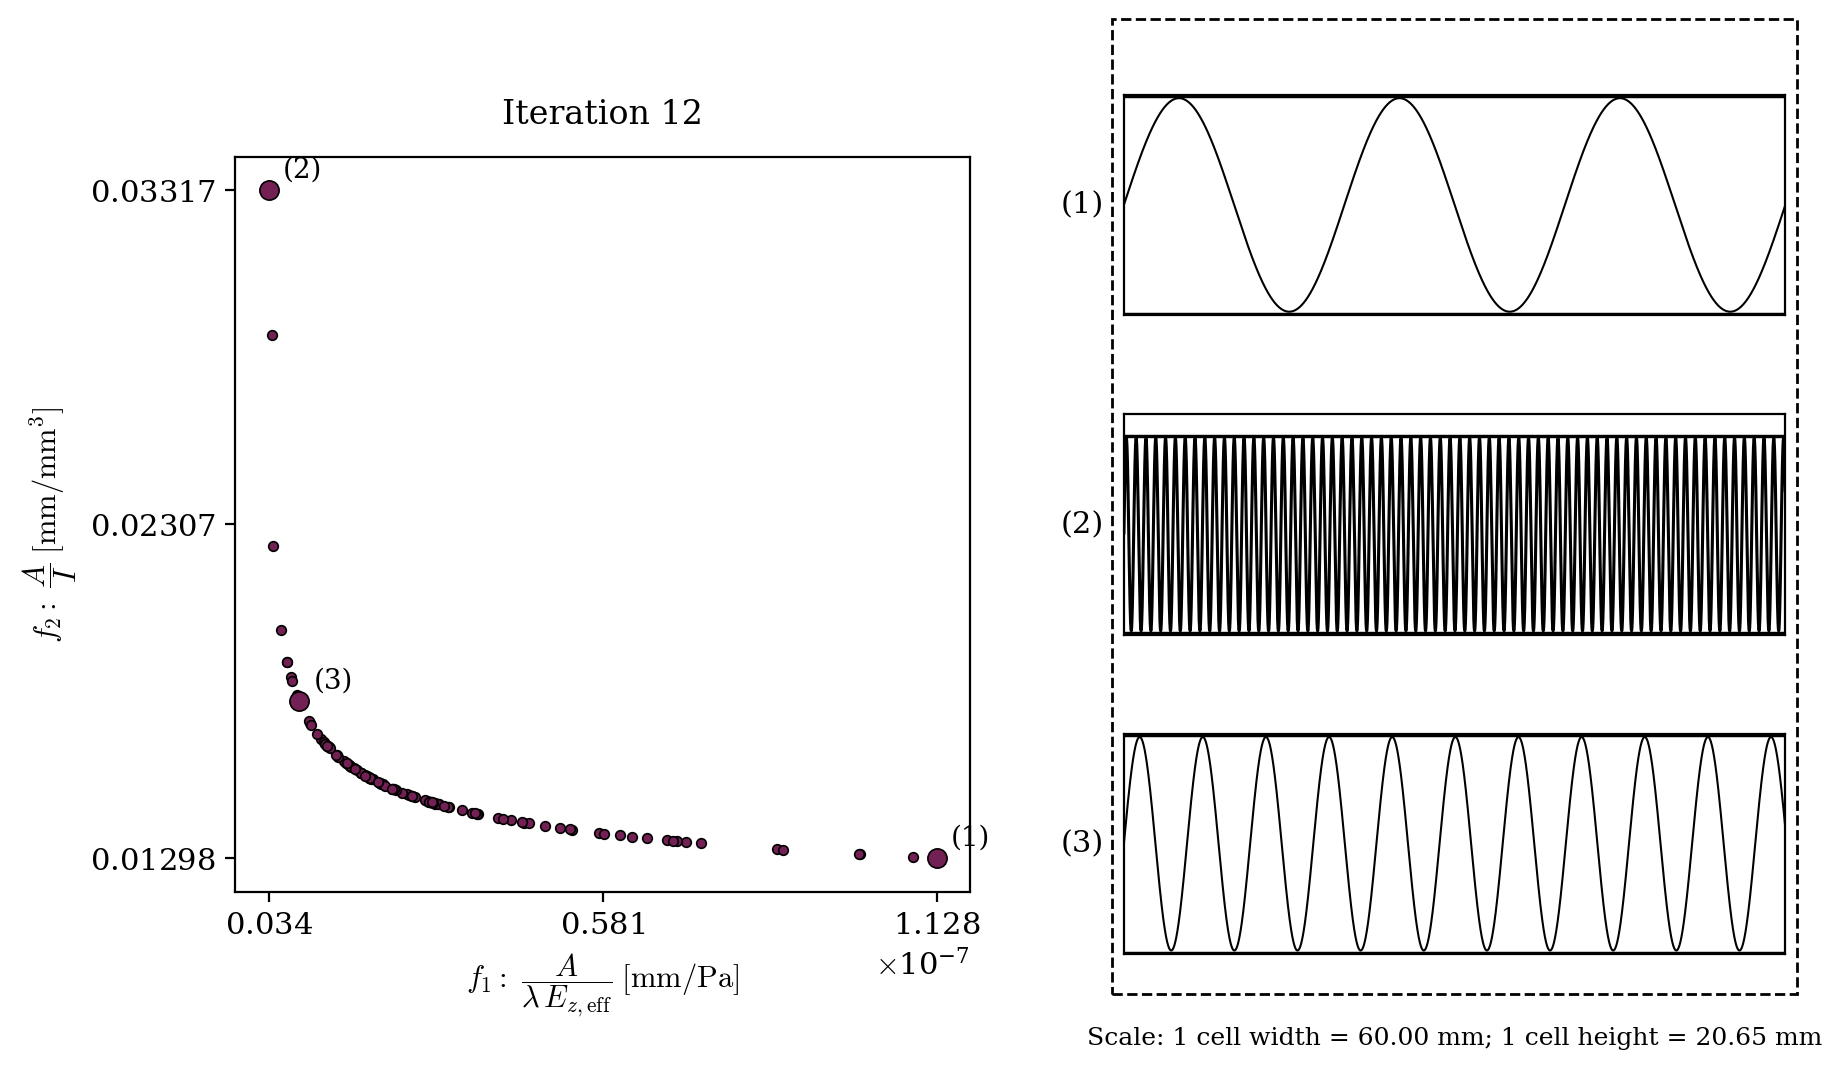 Iteration 12
(2)
0.03317
0.02307
0.01298
f₂ : A/I [mm/mm³]
(3)
(1)
0.034 0.581 1.128
×10⁻⁷
f₁ : A/(λ E_z, eff) [mm/Pa]
(1)
(2)
(3)
Scale: 1 cell width = 60.00 mm; 1 cell height = 20.65 mm